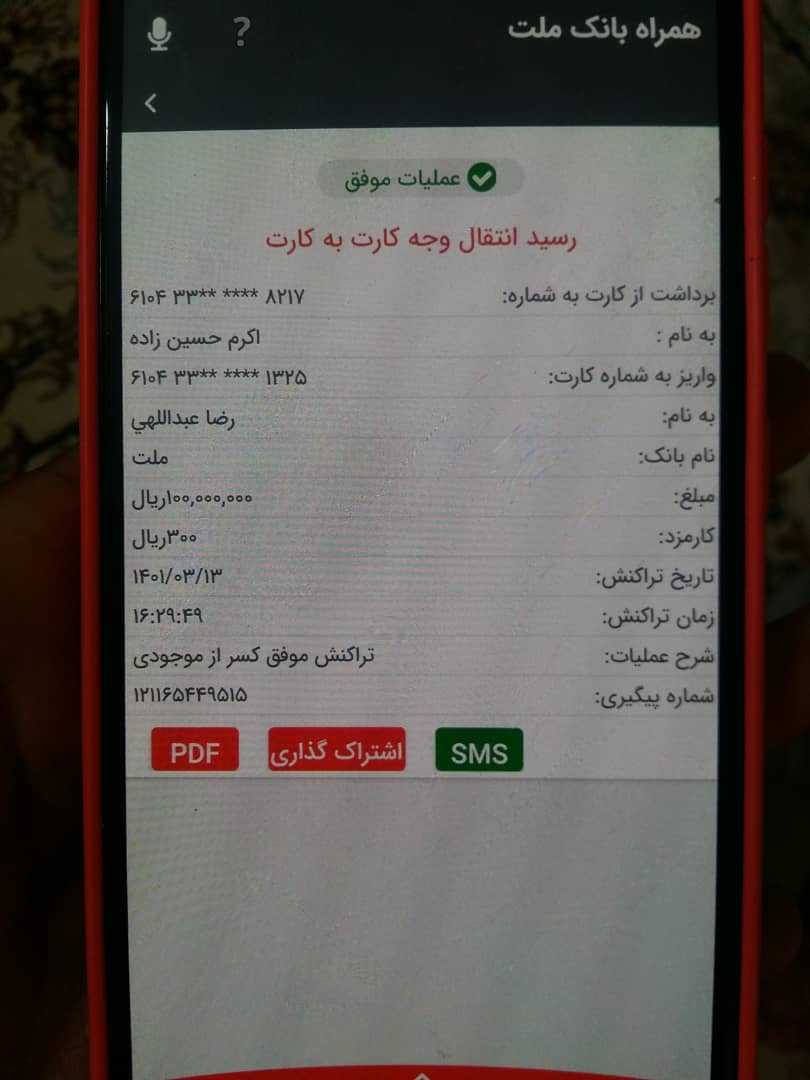 همراه بانک ملت
?
عملیات موفق
رسید انتقال وجه کارت به کارت
برداشت از کارت به شماره: ۶۱۰۴ ۳۳** **** ۸۲۱۷
به نام : اکرم حسین زاده
واریز به شماره کارت: ۶۱۰۴ ۳۳** **** ۱۳۲۵
به نام: رضا عبداللهي
نام بانک: ملت
مبلغ: ۱۰۰,۰۰۰,۰۰۰ریال
کارمزد: ۳۰۰ریال
تاریخ تراکنش: ۱۴۰۱/۰۳/۱۳
زمان تراکنش: ۱۶:۲۹:۴۹
شرح عملیات: تراکنش موفق کسر از موجودی
شماره پیگیری: ۱۲۱۱۶۵۴۴۹۵۱۵
SMS اشتراک گذاری PDF